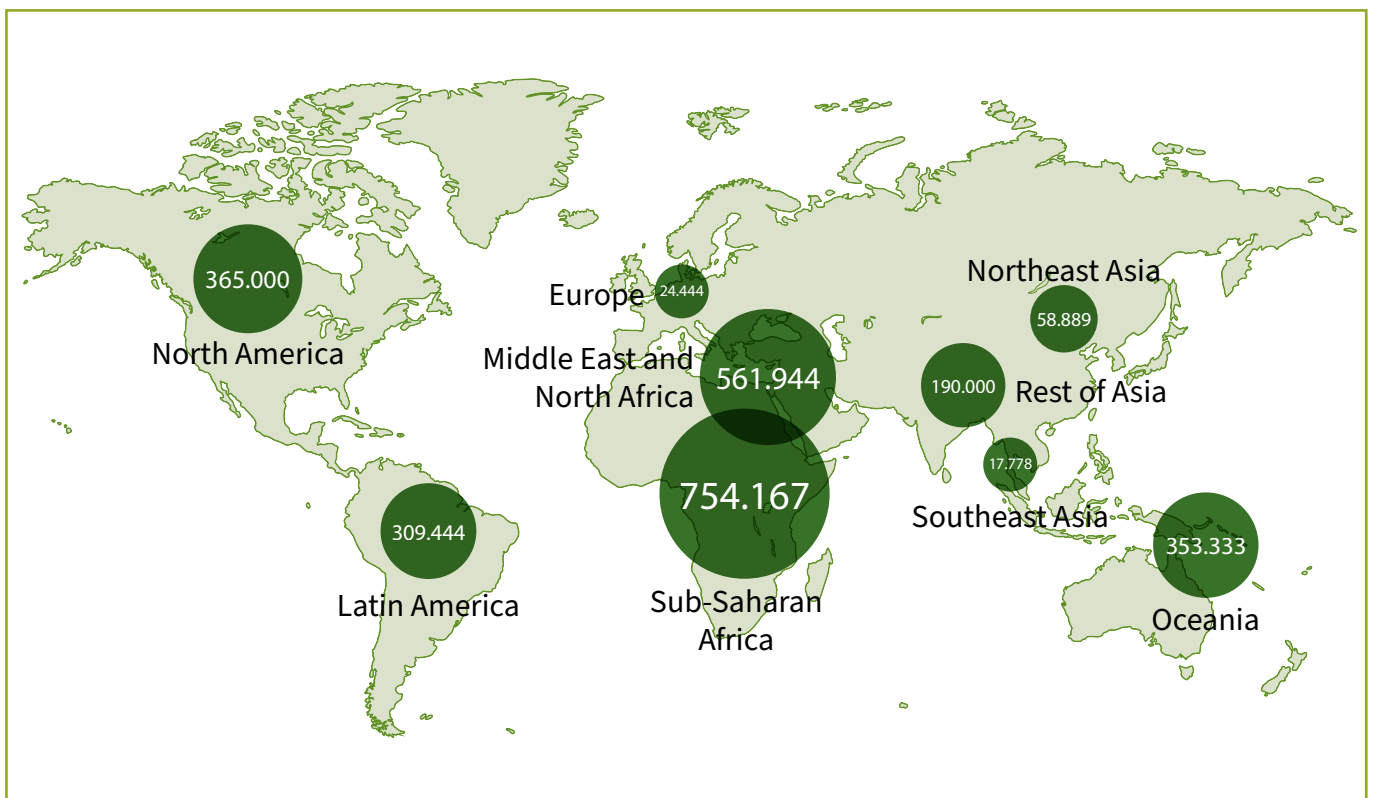 365.000
North America
Europe
24.444
Northeast Asia
58.889
Middle East and
North Africa
561.944
190.000
Rest of Asia
17.778
Southeast Asia
754.167
Sub-Saharan
Africa
309.444
Latin America
353.333
Oceania